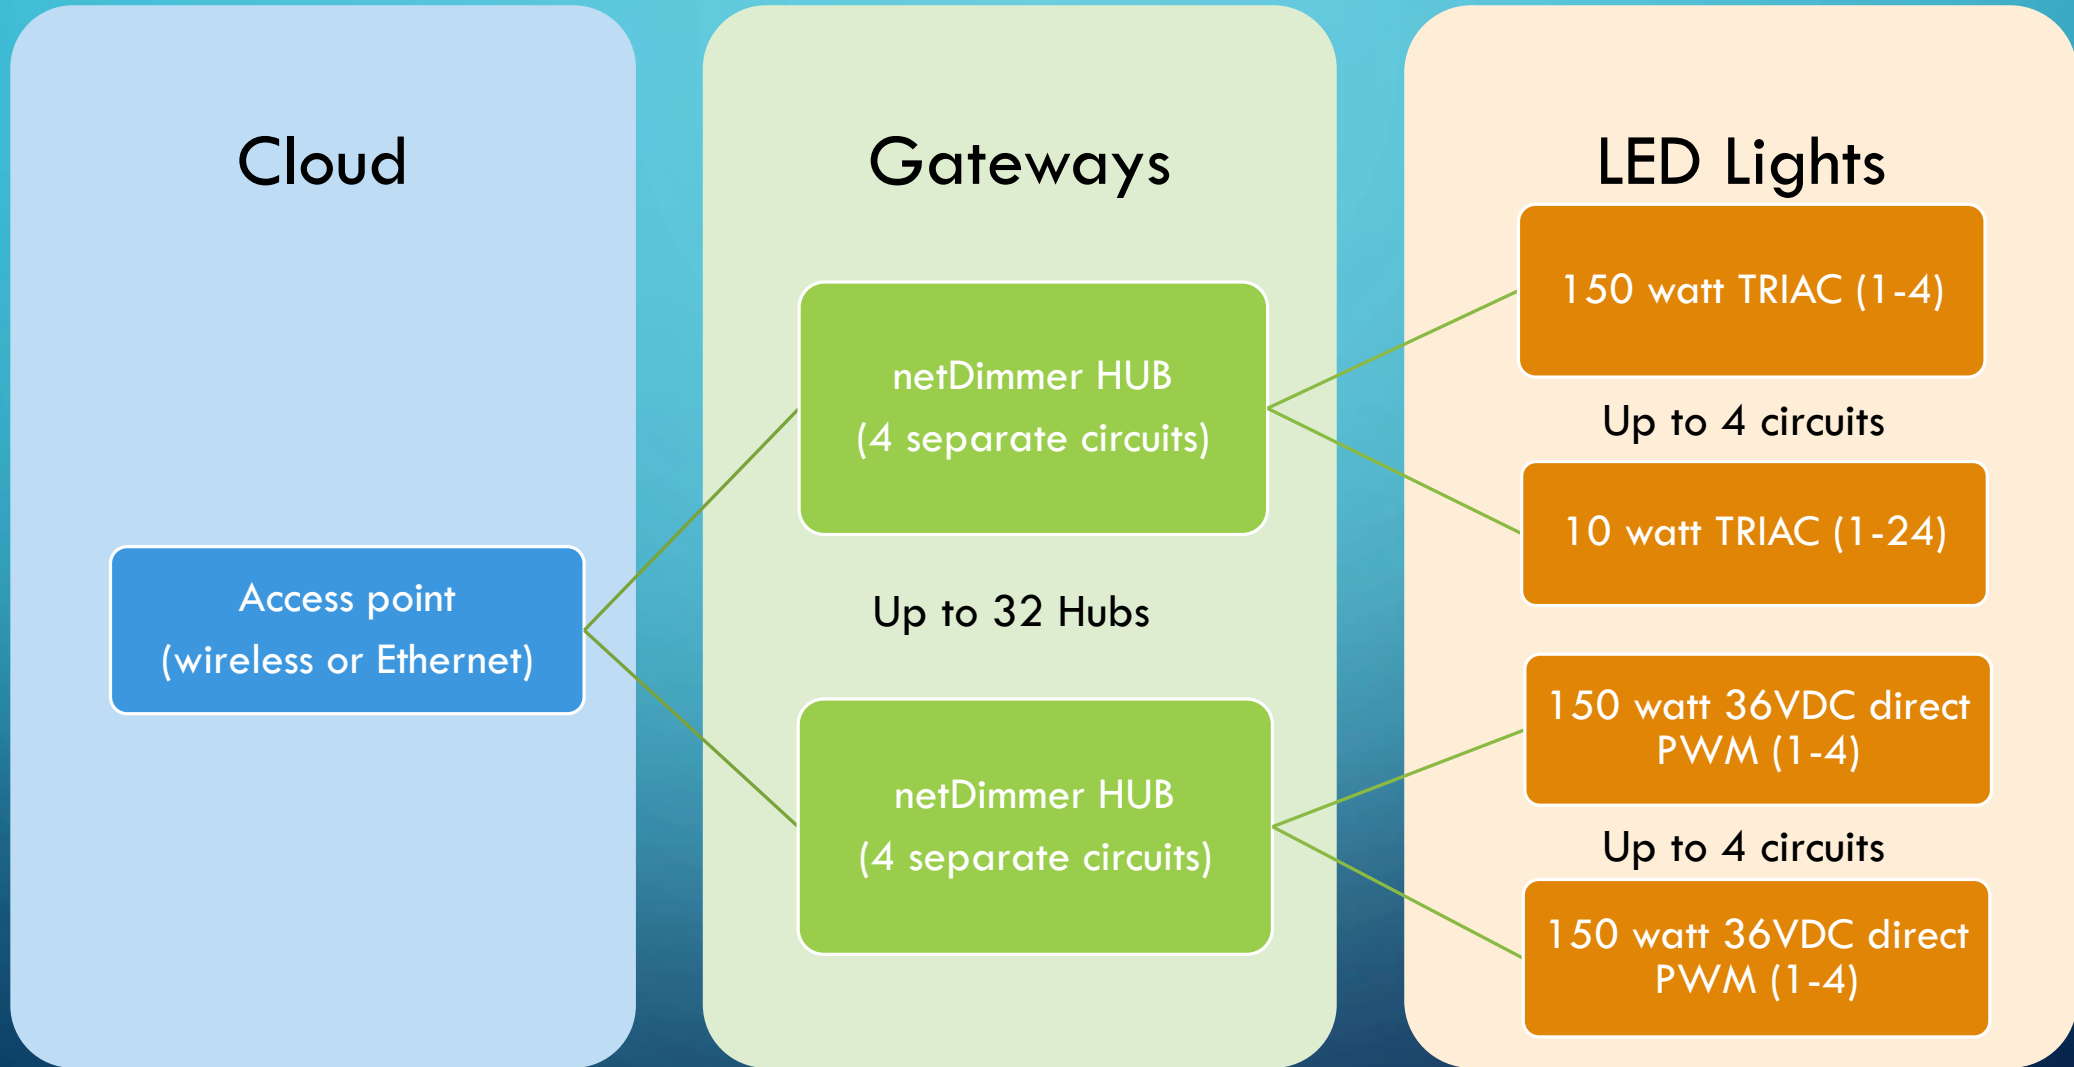 Cloud
Access point
(wireless or Ethernet)
Gateways
netDimmer HUB
(4 separate circuits)
Up to 32 Hubs
netDimmer HUB
(4 separate circuits)
LED Lights
150 watt TRIAC (1-4)
Up to 4 circuits
10 watt TRIAC (1-24)
150 watt 36VDC direct
PWM (1-4)
Up to 4 circuits
150 watt 36VDC direct
PWM (1-4)